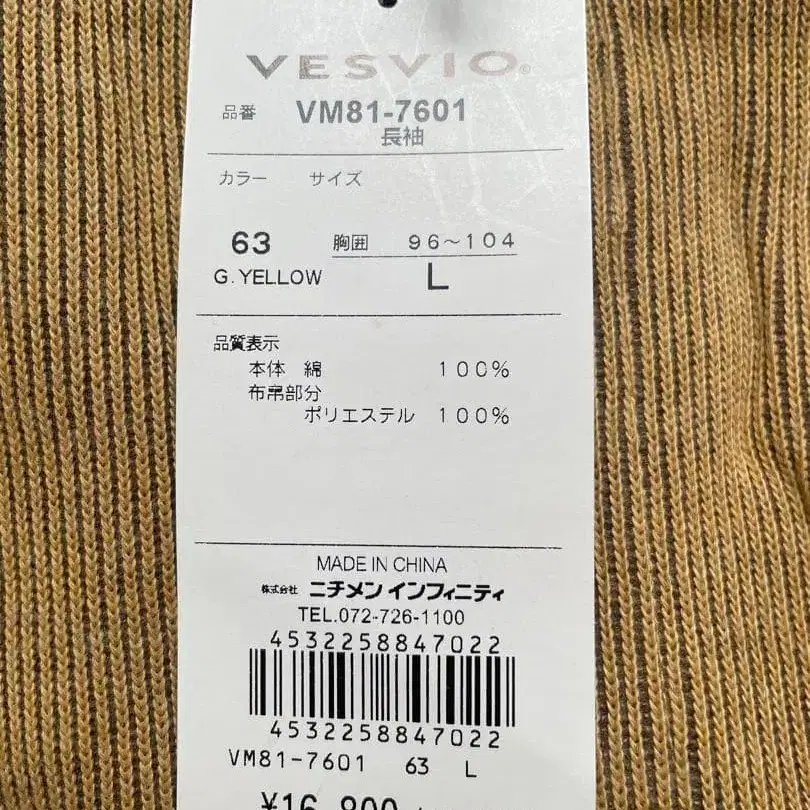 VESVIO®
品番 VM81-7601
長袖
カラー サイズ
63 胸囲 96～104
G.YELLOW L
品質表示
本体 綿 100%
布帛部分
ポリエステル 100%
MADE IN CHINA
株式会社 ニチメン インフィニティ
TEL.072-726-1100
4532258847022
4532258847022
VM81-7601 63 L
¥16,800